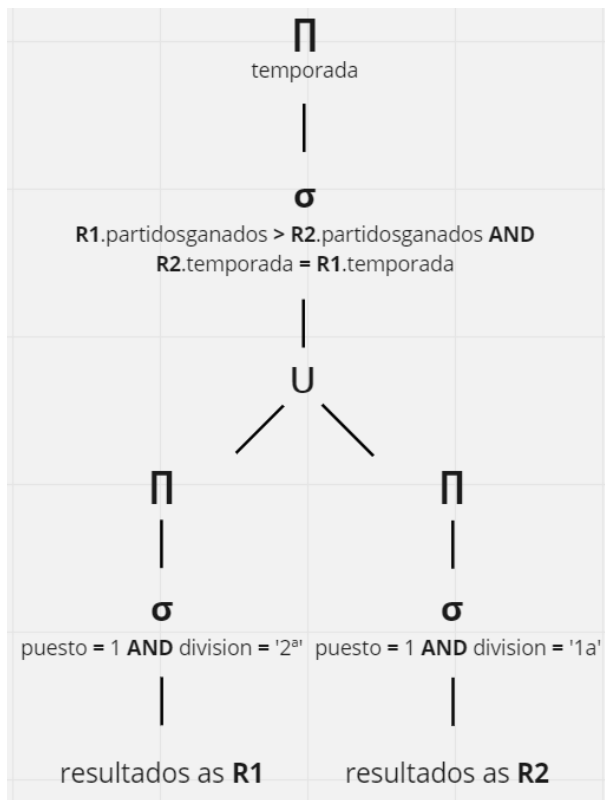 ∏
temporada
σ
R1.partidosganados > R2.partidosganados AND
R2.temporada = R1.temporada
U
∏ ∏
σ σ
puesto = 1 AND division = '2ª' puesto = 1 AND division = '1a'
resultados as R1 resultados as R2